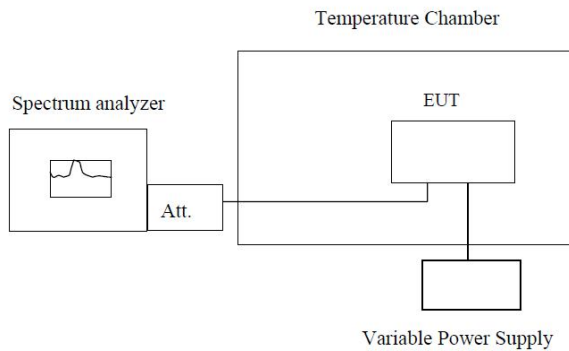 Temperature Chamber
Spectrum analyzer
EUT
Att.
Variable Power Supply